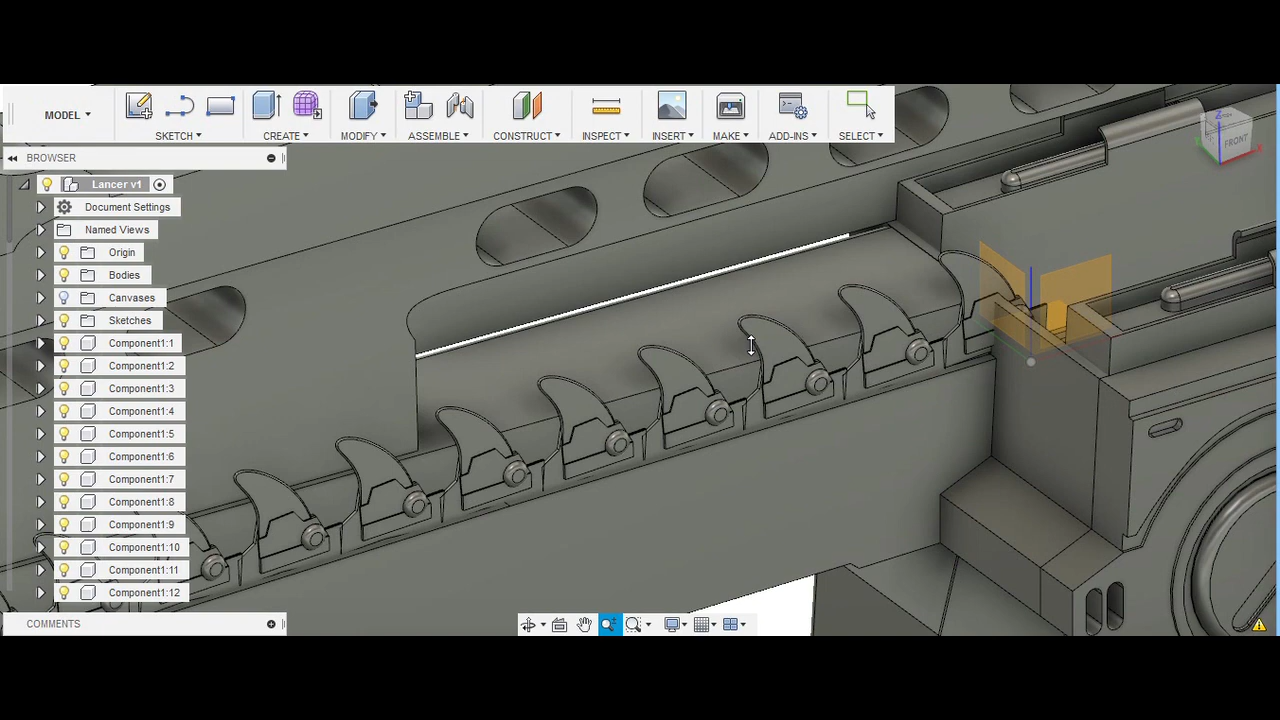 MODEL
SKETCH
CREATE
MODIFY
ASSEMBLE
CONSTRUCT
INSPECT
INSERT
MAKE
ADD-INS
SELECT
BROWSER
Lancer v1
Document Settings
Named Views
Origin
Bodies
Canvases
Sketches
Component1:1
Component1:2
Component1:3
Component1:4
Component1:5
Component1:6
Component1:7
Component1:8
Component1:9
Component1:10
Component1:11
Component1:12
COMMENTS
Z
FRONT
X